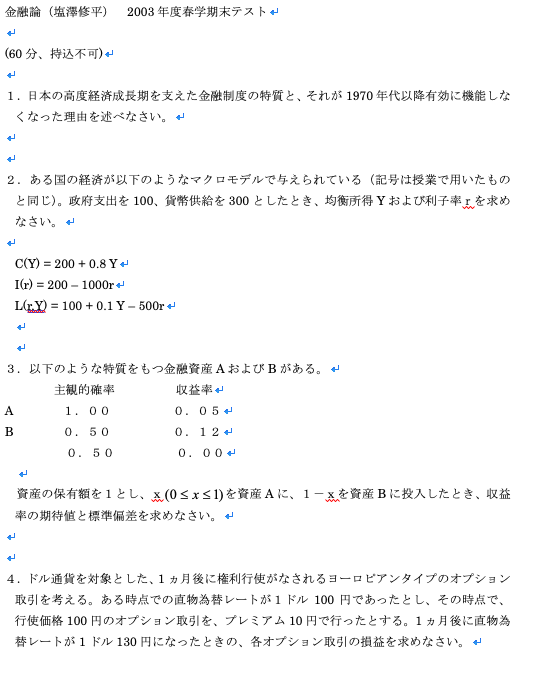 金融論（塩澤修平）　2003 年度春学期末テスト
(60 分、持込不可)
１．日本の高度経済成長期を支えた金融制度の特質と、それが 1970 年代以降有効に機能しな
くなった理由を述べなさい。
２．ある国の経済が以下のようなマクロモデルで与えられている（記号は授業で用いたもの
と同じ）。政府支出を 100、貨幣供給を 300 としたとき、均衡所得 Y および利子率 r を求め
なさい。
C(Y) = 200 + 0.8 Y
I(r) = 200 – 1000r
L(r,Y) = 100 + 0.1 Y – 500r
３．以下のような特質をもつ金融資産 A および B がある。
主観的確率　　　収益率
A　　１．００　　　０．０５
B　　０．５０　　　０．１２
０．５０　　　０．００
資産の保有額を１とし、x (0 ≤ x ≤ 1) を資産 A に、１－x を資産 B に投入したとき、収益
率の期待値と標準偏差を求めなさい。
４．ドル通貨を対象とした、１ヵ月後に権利行使がなされるヨーロピアンタイプのオプション
取引を考える。ある時点での直物為替レートが１ドル 100 円であったとし、その時点で、
行使価格 100 円のオプション取引を、プレミアム 10 円で行ったとする。１ヵ月後に直物為
替レートが１ドル 130 円になったときの、各オプション取引の損益を求めなさい。